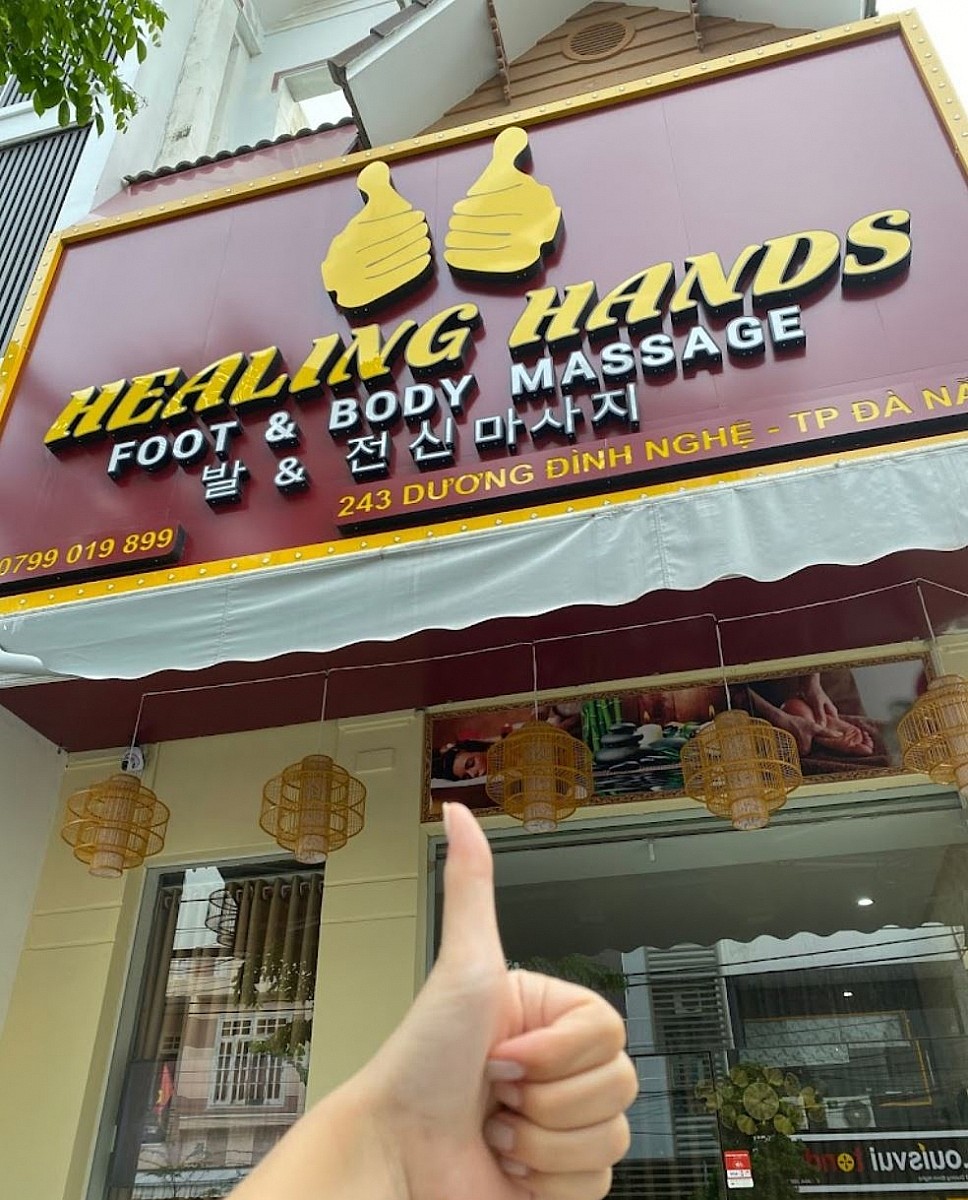 HEALING HANDS
FOOT & BODY MASSAGE
발 & 전신마사지
243 DƯƠNG ĐÌNH NGHỆ - TP ĐÀ
0799 019 899